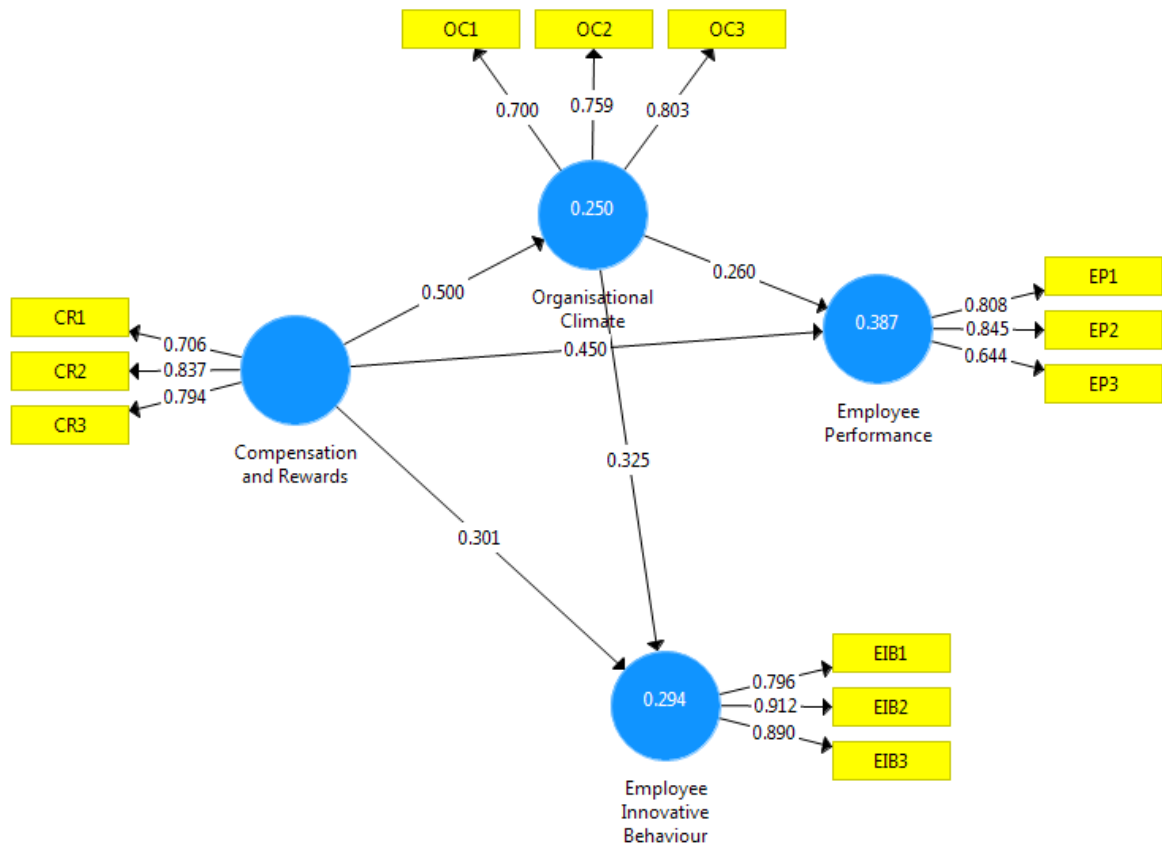 OC1
OC2
OC3
0.700
0.759
0.803
0.250
Organisational
Climate
0.500
0.260
0.450
0.325
0.301
CR1
CR2
CR3
0.706
0.837
0.794
Compensation
and Rewards
0.387
Employee
Performance
0.808
0.845
0.644
EP1
EP2
EP3
0.294
Employee
Innovative
Behaviour
0.796
0.912
0.890
EIB1
EIB2
EIB3